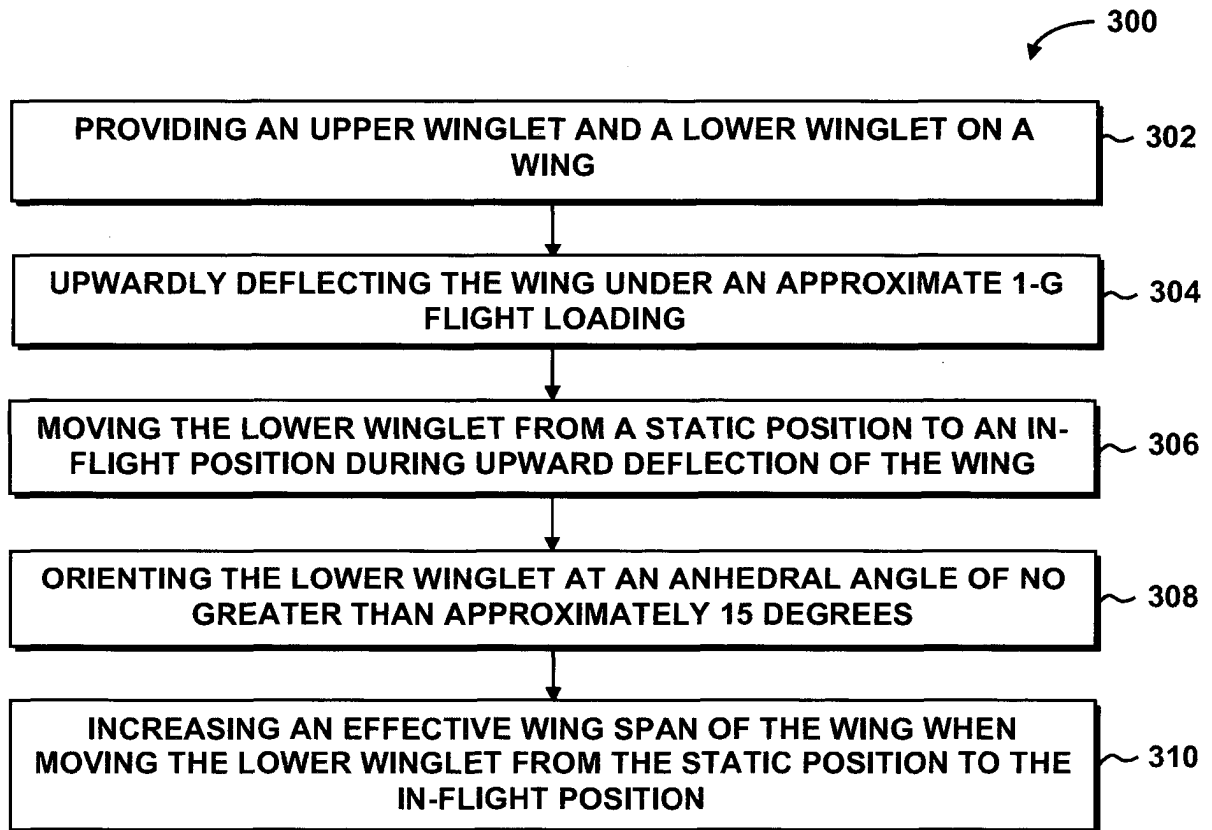 300
PROVIDING AN UPPER WINGLET AND A LOWER WINGLET ON A
WING
302
UPWARDLY DEFLECTING THE WING UNDER AN APPROXIMATE 1-G
FLIGHT LOADING
304
MOVING THE LOWER WINGLET FROM A STATIC POSITION TO AN IN-
FLIGHT POSITION DURING UPWARD DEFLECTION OF THE WING
306
ORIENTING THE LOWER WINGLET AT AN ANHEDRAL ANGLE OF NO
GREATER THAN APPROXIMATELY 15 DEGREES
308
INCREASING AN EFFECTIVE WING SPAN OF THE WING WHEN
MOVING THE LOWER WINGLET FROM THE STATIC POSITION TO THE
IN-FLIGHT POSITION
310